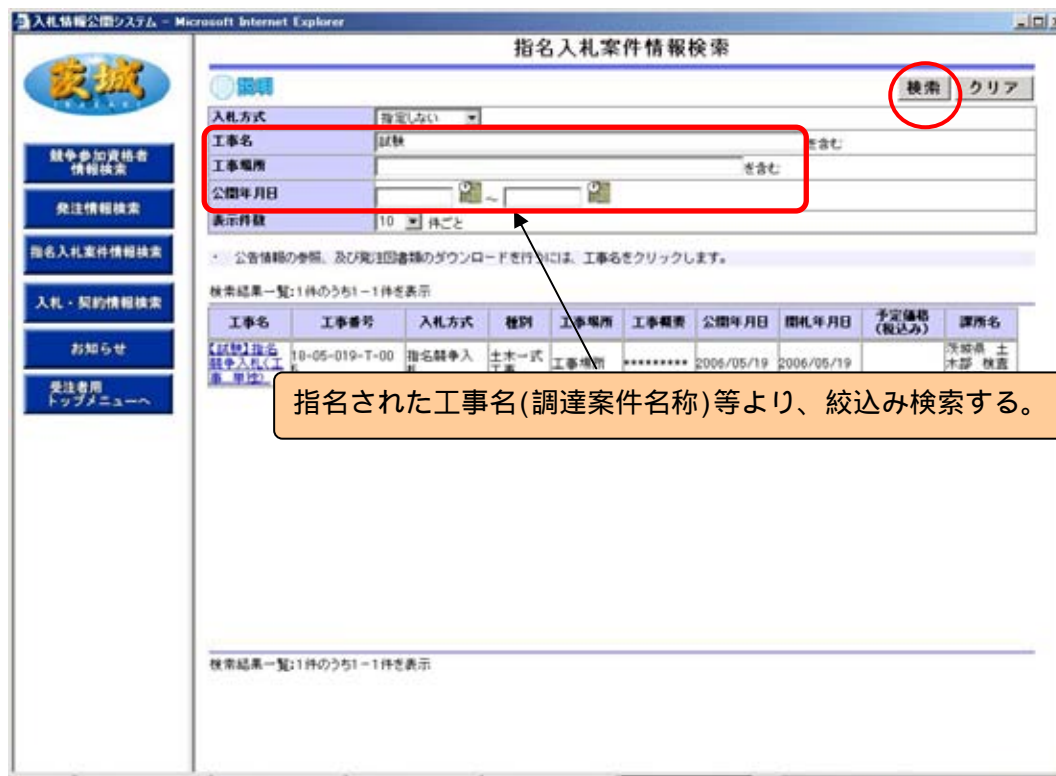 入札情報公開システム - Microsoft Internet Explorer
茨城
IBARAKI
競争参加資格者
情報検索
発注情報検索
指名入札案件情報検索
入札・契約情報検索
お知らせ
受注者用
トップメニューへ
指名入札案件情報検索
説明
検索 クリア
入札方式 指定しない
工事名 試験 を含む
工事場所 を含む
公開年月日 ~
表示件数 10 件ごと
・ 公告情報の参照、及び発注図書類のダウンロードを行うには、工事名をクリックします。
検索結果一覧:1件のうち1-1件を表示
工事名 工事番号 入札方式 種別 工事場所 工事概要 公開年月日 開札年月日 予定価格(税込み) 課所名
【試験】指名 指名競争入 土木一式 茨城県 土
競争入札(工 18-05-019-T-00 札 工事 工事場所 ********* 2006/05/19 2006/05/19 木部 検査
事 単独)
指名された工事名(調達案件名称)等より、絞込み検索する。
検索結果一覧:1件のうち1-1件を表示